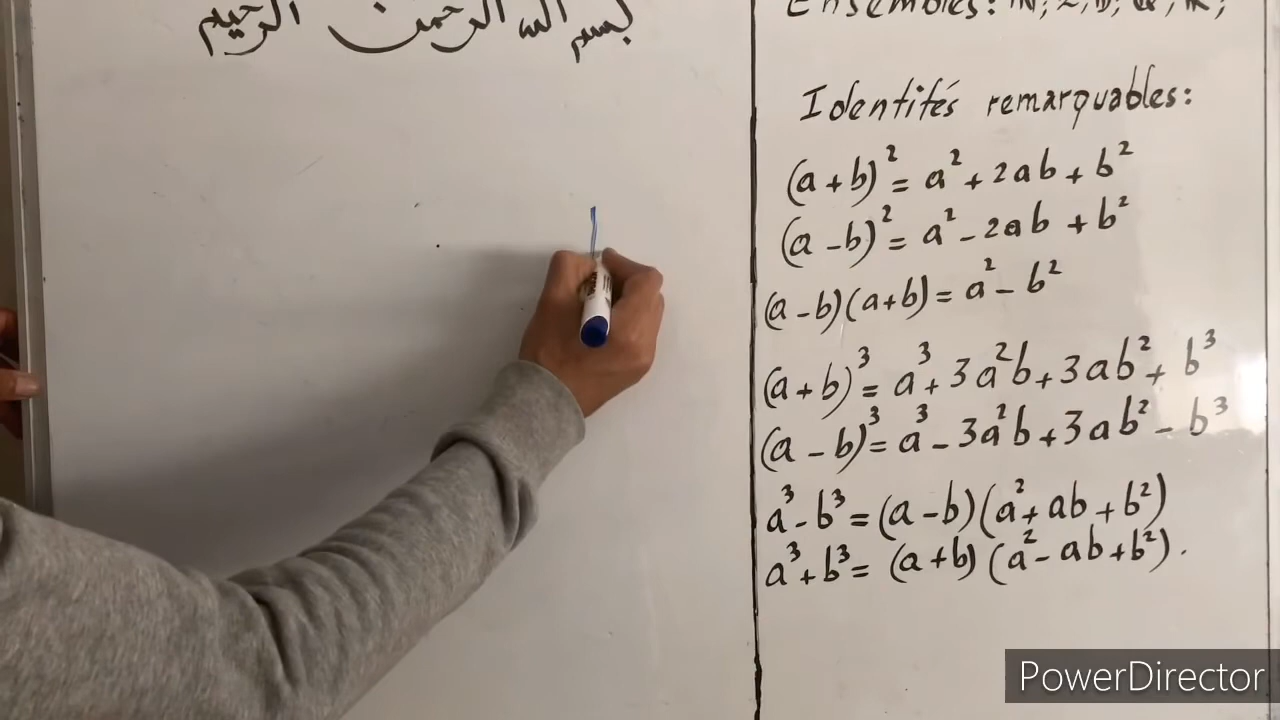 بسم الله الرحمن الرحيم
Ensembles: ℕ; ℤ; 𝔻; ℚ; ℝ;
Identités remarquables:
(a+b)² = a² + 2ab + b²
(a-b)² = a² - 2ab + b²
(a-b)(a+b) = a² - b²
(a+b)³ = a³ + 3a²b + 3ab² + b³
(a-b)³ = a³ - 3a²b + 3ab² - b³
a³ - b³ = (a-b)(a² + ab + b²)
a³ + b³ = (a+b)(a² - ab + b²).
PowerDirector